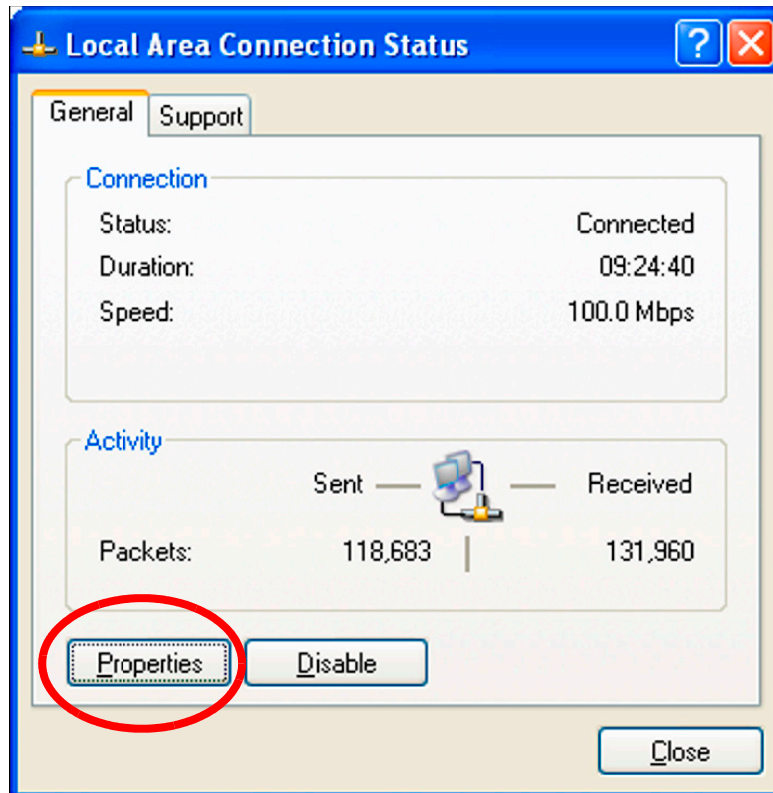 Local Area Connection Status
General Support
Connection
Status: Connected
Duration: 09:24:40
Speed: 100.0 Mbps
Activity
Sent Received
Packets: 118,683 131,960
Properties Disable
Close